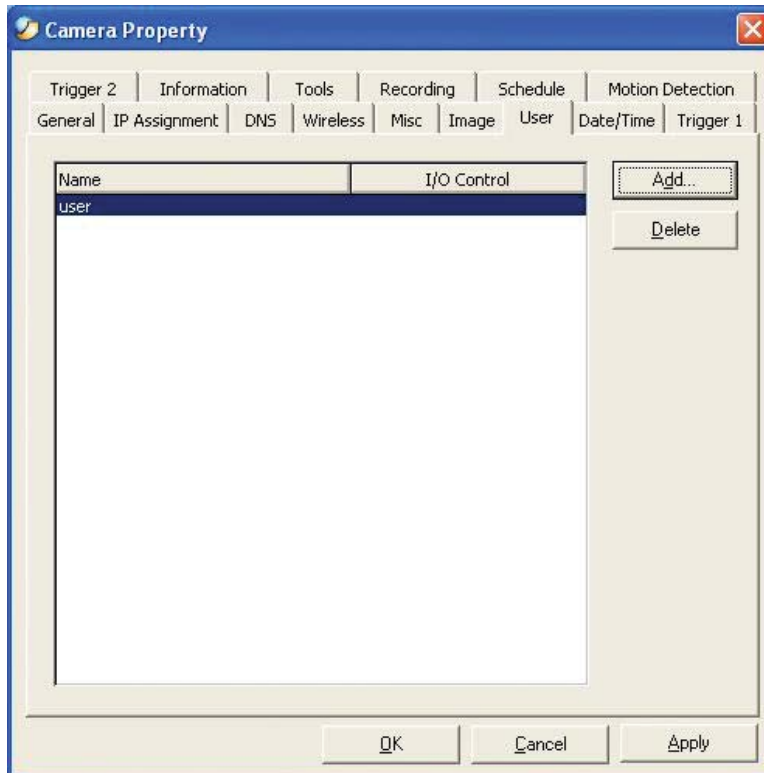 Camera Property
Trigger 2 Information Tools Recording Schedule Motion Detection
General IP Assignment DNS Wireless Misc Image User Date/Time Trigger 1
Name I/O Control Add...
user
Delete
OK Cancel Apply